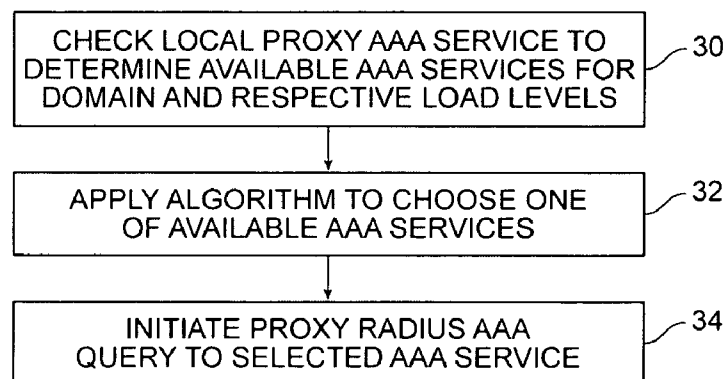 CHECK LOCAL PROXY AAA SERVICE TO
DETERMINE AVAILABLE AAA SERVICES FOR
DOMAIN AND RESPECTIVE LOAD LEVELS
30
APPLY ALGORITHM TO CHOOSE ONE
OF AVAILABLE AAA SERVICES
32
INITIATE PROXY RADIUS AAA
QUERY TO SELECTED AAA SERVICE
34